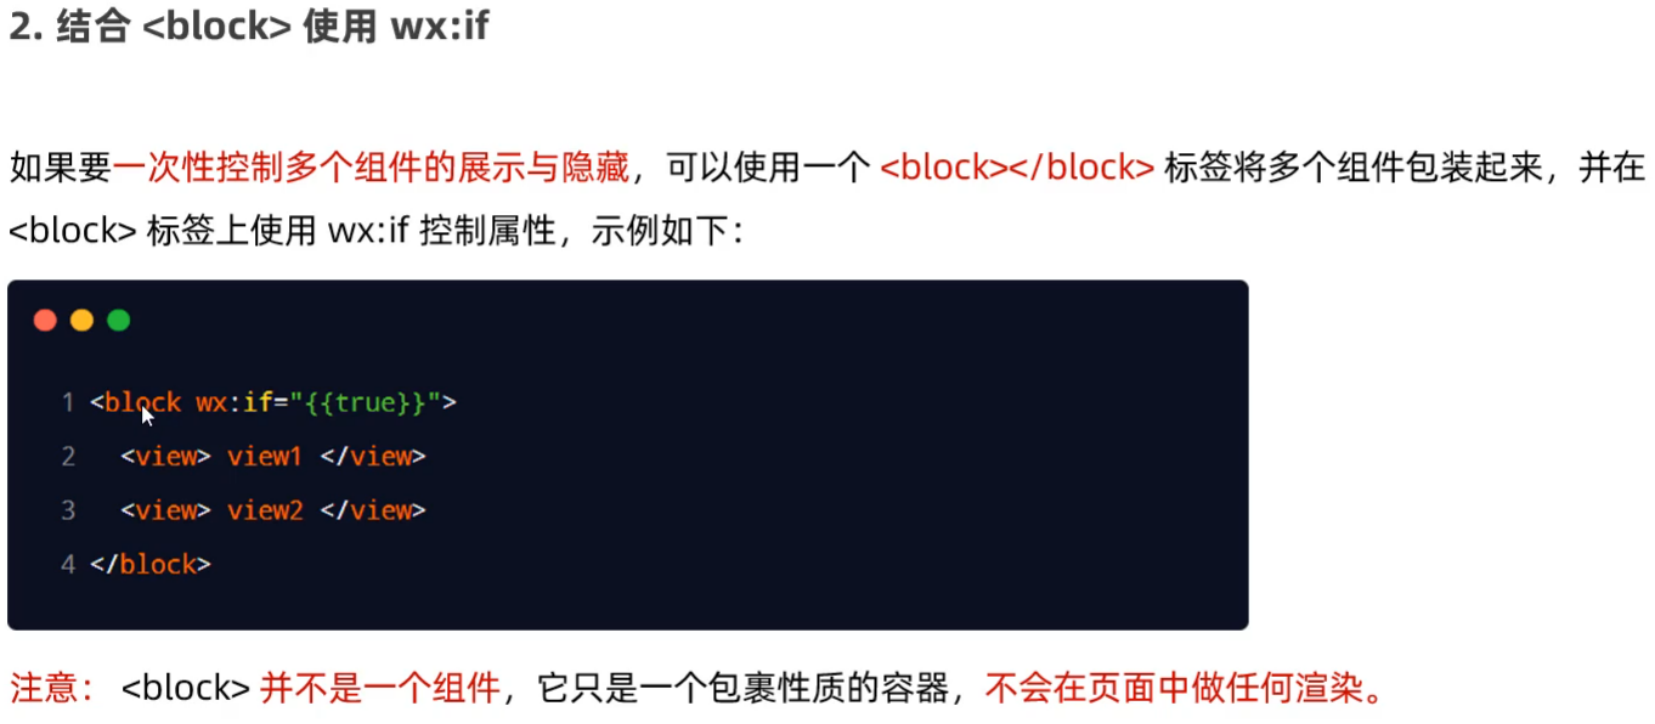 2. 结合 <block> 使用 wx:if
如果要一次性控制多个组件的展示与隐藏，可以使用一个 <block></block> 标签将多个组件包装起来，并在
<block> 标签上使用 wx:if 控制属性，示例如下：
1 <block wx:if="{{true}}">
2   <view> view1 </view>
3   <view> view2 </view>
4 </block>
注意： <block> 并不是一个组件，它只是一个包裹性质的容器，不会在页面中做任何渲染。